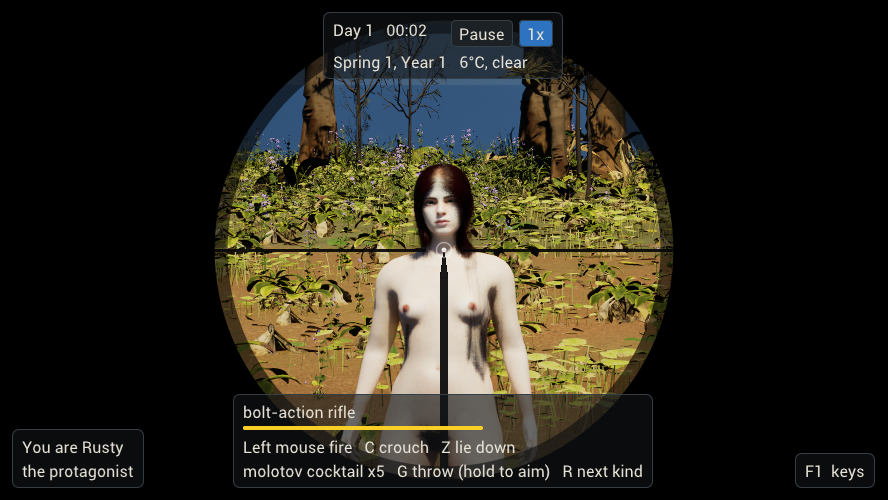 Day 1 00:02 Pause 1x
Spring 1, Year 1 6°C, clear
bolt-action rifle
Left mouse fire C crouch Z lie down
molotov cocktail x5 G throw (hold to aim) R next kind
You are Rusty
the protagonist
F1 keys